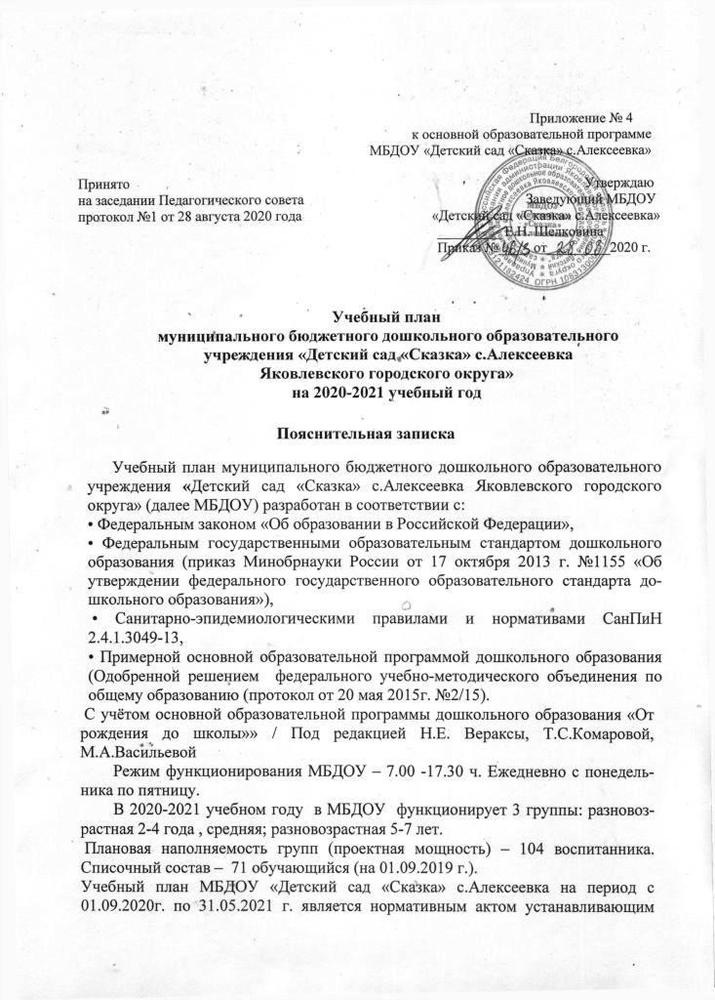 Приложение № 4
к основной образовательной программе
МБДОУ «Детский сад «Сказка» с.Алексеевка»
Принято
на заседании Педагогического совета
протокол №1 от 28 августа 2020 года
Утверждаю
Заведующий МБДОУ
«Детский сад «Сказка» с.Алексеевка»
Е.Н. Шелковина
Приказ № от 28.08 2020 г.
Учебный план
муниципального бюджетного дошкольного образовательного
учреждения «Детский сад «Сказка» с.Алексеевка
Яковлевского городского округа»
на 2020-2021 учебный год
Пояснительная записка
Учебный план муниципального бюджетного дошкольного образовательного
учреждения «Детский сад «Сказка» с.Алексеевка Яковлевского городского
округа» (далее МБДОУ) разработан в соответствии с:
• Федеральным законом «Об образовании в Российской Федерации»,
• Федеральным государственными образовательным стандартом дошкольного
образования (приказ Минобрнауки России от 17 октября 2013 г. №1155 «Об
утверждении федерального государственного образовательного стандарта до-
школьного образования»),
• Санитарно-эпидемиологическими правилами и нормативами СанПиН
2.4.1.3049-13,
• Примерной основной образовательной программой дошкольного образования
(Одобренной решением федерального учебно-методического объединения по
общему образованию (протокол от 20 мая 2015г. №2/15).
С учётом основной образовательной программы дошкольного образования «От
рождения до школы»» / Под редакцией Н.Е. Вераксы, Т.С.Комаровой,
М.А.Васильевой
Режим функционирования МБДОУ – 7.00 -17.30 ч. Ежедневно с понедель-
ника по пятницу.
В 2020-2021 учебном году в МБДОУ функционирует 3 группы: разновоз-
растная 2-4 года , средняя; разновозрастная 5-7 лет.
Плановая наполняемость групп (проектная мощность) – 104 воспитанника.
Списочный состав – 71 обучающийся (на 01.09.2019 г.).
Учебный план МБДОУ «Детский сад «Сказка» с.Алексеевка на период с
01.09.2020г. по 31.05.2021 г. является нормативным актом устанавливающим